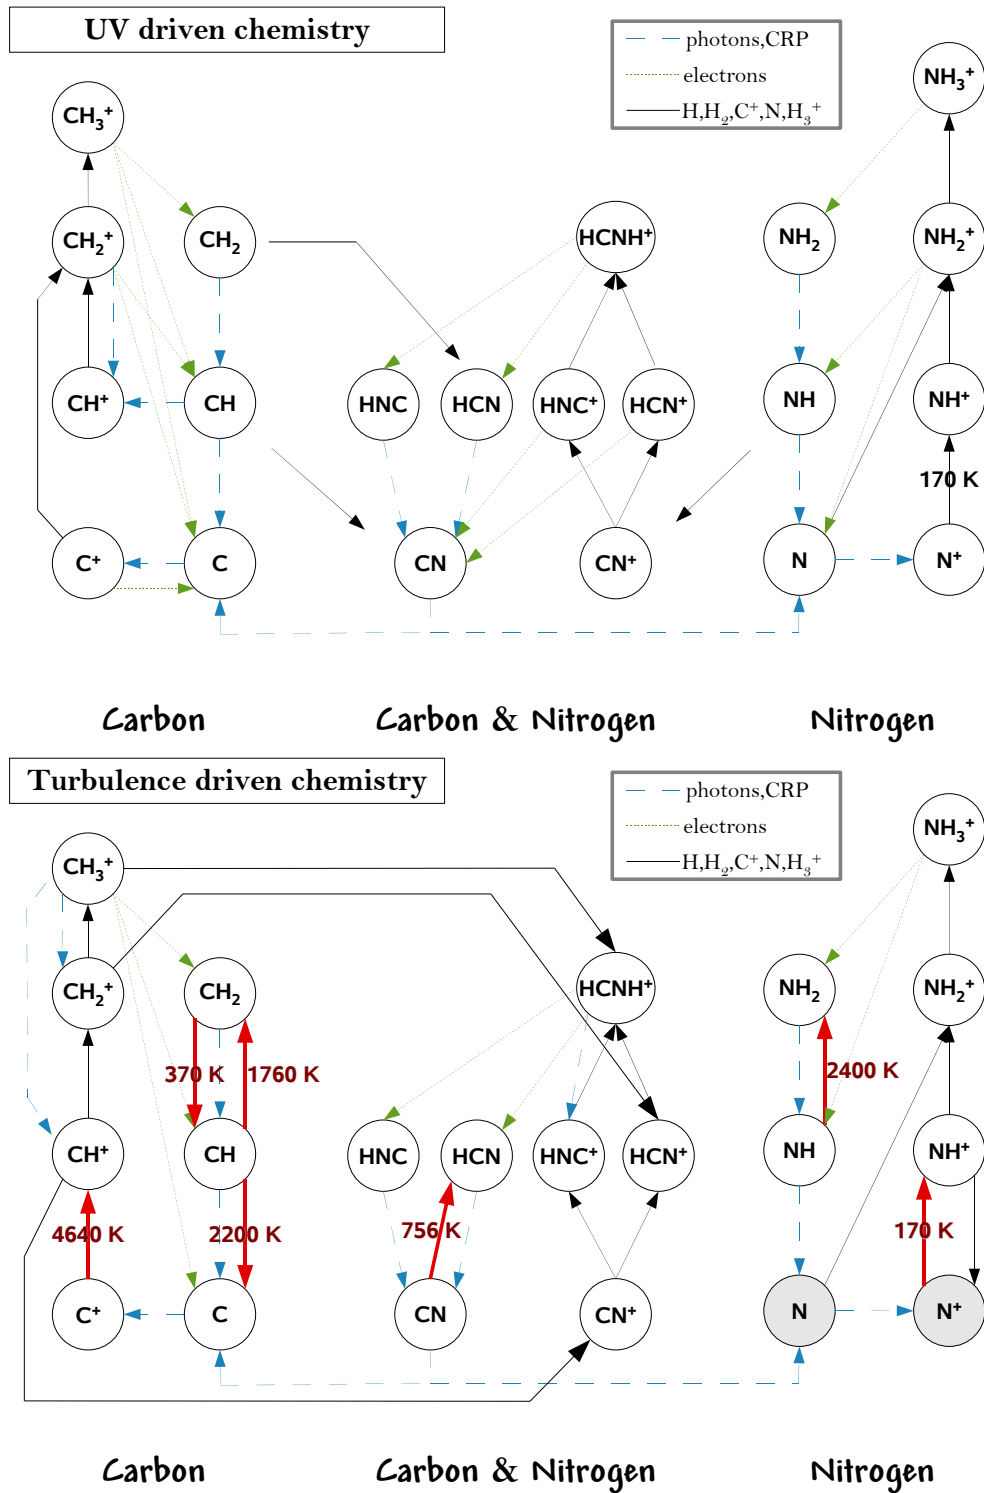 UV driven chemistry
photons,CRP
electrons
H,H₂,C⁺,N,H₃⁺
CH₃⁺
NH₃⁺
CH₂⁺
CH₂
HCNH⁺
NH₂
NH₂⁺
CH⁺
CH
HNC
HCN
HNC⁺
HCN⁺
NH
NH⁺
170 K
C⁺
C
CN
CN⁺
N
N⁺
Carbon
Carbon & Nitrogen
Nitrogen
Turbulence driven chemistry
photons,CRP
electrons
H,H₂,C⁺,N,H₃⁺
CH₃⁺
NH₃⁺
CH₂⁺
CH₂
HCNH⁺
NH₂
NH₂⁺
370 K
1760 K
2400 K
CH⁺
CH
HNC
HCN
HNC⁺
HCN⁺
NH
NH⁺
4640 K
2200 K
756 K
170 K
C⁺
C
CN
CN⁺
N
N⁺
Carbon
Carbon & Nitrogen
Nitrogen